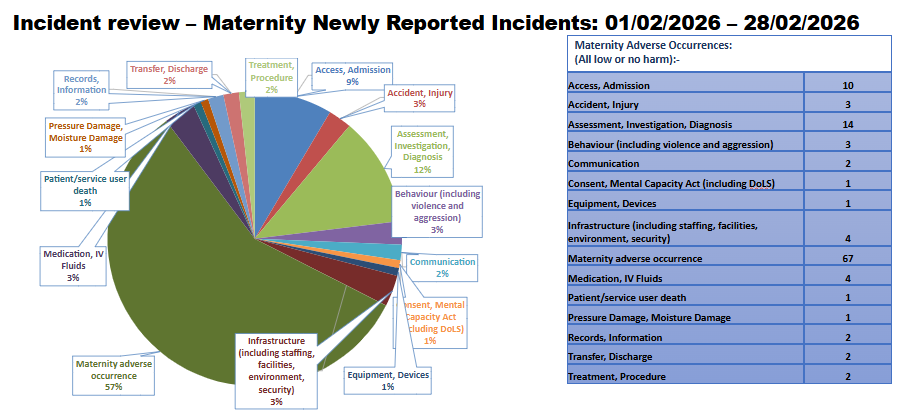 Incident review – Maternity Newly Reported Incidents: 01/02/2026 – 28/02/2026
Treatment,
Procedure
2%
Transfer, Discharge
2%
Records,
Information
2%
Pressure Damage,
Moisture Damage
1%
Patient/service user
death
1%
Medication, IV
Fluids
3%
Maternity adverse
occurrence
57%
Access, Admission
9%
Accident, Injury
3%
Assessment,
Investigation,
Diagnosis
12%
Behaviour (including
violence and
aggression)
3%
Communication
2%
onsent, Mental
apacity Act
cluding DoLS)
1%
Equipment, Devices
1%
Infrastructure
(including staffing,
facilities,
environment,
security)
3%
Maternity Adverse Occurrences:
(All low or no harm):-
Access, Admission 10
Accident, Injury 3
Assessment, Investigation, Diagnosis 14
Behaviour (including violence and aggression) 3
Communication 2
Consent, Mental Capacity Act (including DoLS) 1
Equipment, Devices 1
Infrastructure (including staffing, facilities,
environment, security) 4
Maternity adverse occurrence 67
Medication, IV Fluids 4
Patient/service user death 1
Pressure Damage, Moisture Damage 1
Records, Information 2
Transfer, Discharge 2
Treatment, Procedure 2